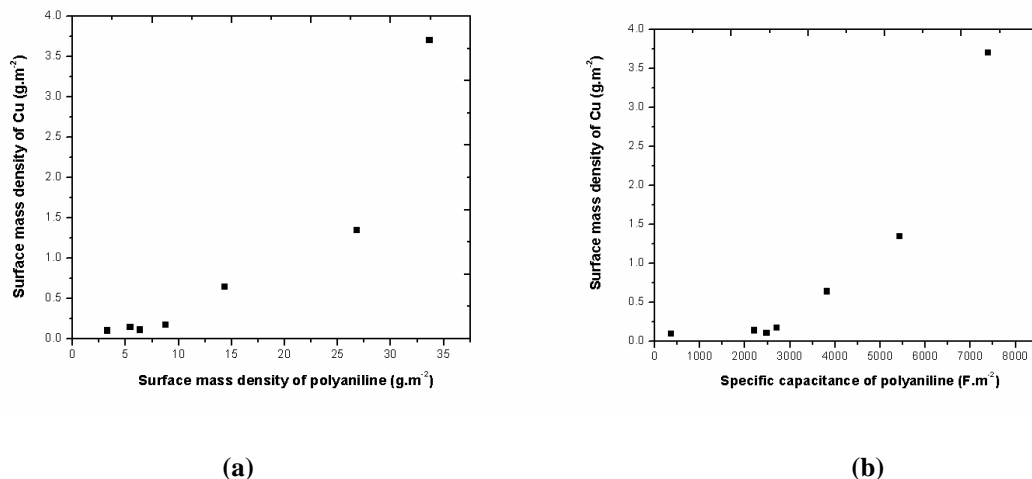 4.0
3.5
3.0
2.5
2.0
1.5
1.0
0.5
0.0
0 5 10 15 20 25 30 35
Surface mass density of Cu (g.m-2)
Surface mass density of polyaniline (g.m-2)
(a)
4.0
3.5
3.0
2.5
2.0
1.5
1.0
0.5
0.0
0 1000 2000 3000 4000 5000 6000 7000 8000
Surface mass density of Cu (g.m-2)
Specific capacitance of polyaniline (F.m-2)
(b)